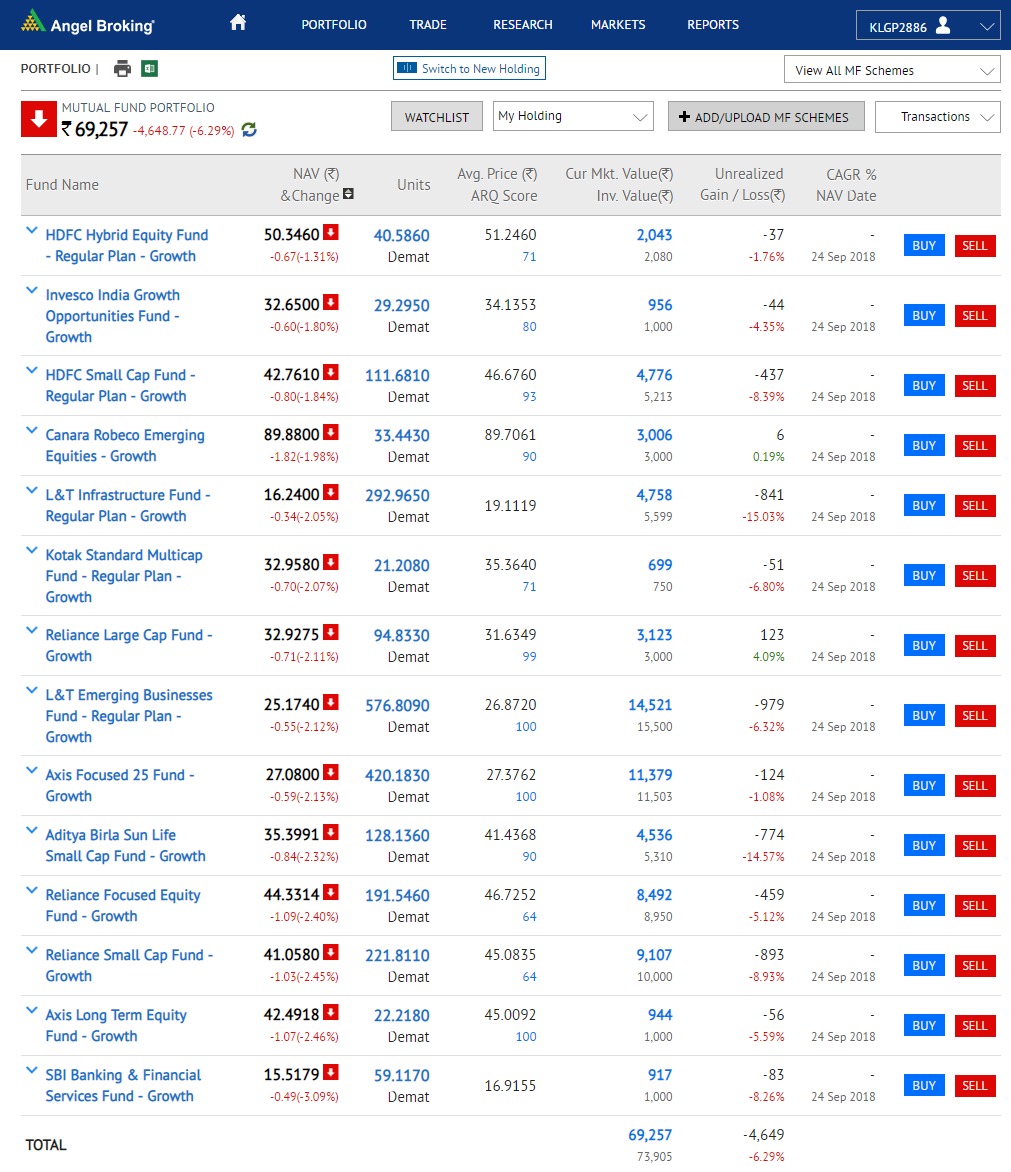 Angel Broking
PORTFOLIO TRADE RESEARCH MARKETS REPORTS KLGP2886
PORTFOLIO | Switch to New Holding View All MF Schemes
MUTUAL FUND PORTFOLIO
₹ 69,257 -4,648.77 (-6.29%) WATCHLIST My Holding ADD/UPLOAD MF SCHEMES Transactions
Fund Name NAV (₹) &Change Units Avg. Price (₹) ARQ Score Cur Mkt. Value(₹) Inv. Value(₹) Unrealized Gain / Loss(₹) CAGR % NAV Date
HDFC Hybrid Equity Fund 50.3460 40.5860 51.2460 2,043 -37 -
- Regular Plan - Growth -0.67(-1.31%) Demat 71 2,080 -1.76% 24 Sep 2018 BUY SELL
Invesco India Growth
Opportunities Fund - 32.6500 29.2950 34.1353 956 -44 - BUY SELL
Growth -0.60(-1.80%) Demat 80 1,000 -4.35% 24 Sep 2018
HDFC Small Cap Fund - 42.7610 111.6810 46.6760 4,776 -437 -
Regular Plan - Growth -0.80(-1.84%) Demat 93 5,213 -8.39% 24 Sep 2018 BUY SELL
Canara Robeco Emerging 89.8800 33.4430 89.7061 3,006 6 -
Equities - Growth -1.82(-1.98%) Demat 90 3,000 0.19% 24 Sep 2018 BUY SELL
L&T Infrastructure Fund - 16.2400 292.9650 19.1119 4,758 -841 -
Regular Plan - Growth -0.34(-2.05%) Demat 5,599 -15.03% 24 Sep 2018 BUY SELL
Kotak Standard Multicap
Fund - Regular Plan - 32.9580 21.2080 35.3640 699 -51 - BUY SELL
Growth -0.70(-2.07%) Demat 71 750 -6.80% 24 Sep 2018
Reliance Large Cap Fund - 32.9275 94.8330 31.6349 3,123 123 -
Growth -0.71(-2.11%) Demat 99 3,000 4.09% 24 Sep 2018 BUY SELL
L&T Emerging Businesses
Fund - Regular Plan - 25.1740 576.8090 26.8720 14,521 -979 - BUY SELL
Growth -0.55(-2.12%) Demat 100 15,500 -6.32% 24 Sep 2018
Axis Focused 25 Fund - 27.0800 420.1830 27.3762 11,379 -124 -
Growth -0.59(-2.13%) Demat 100 11,503 -1.08% 24 Sep 2018 BUY SELL
Aditya Birla Sun Life 35.3991 128.1360 41.4368 4,536 -774 -
Small Cap Fund - Growth -0.84(-2.32%) Demat 90 5,310 -14.57% 24 Sep 2018 BUY SELL
Reliance Focused Equity 44.3314 191.5460 46.7252 8,492 -459 -
Fund - Growth -1.09(-2.40%) Demat 64 8,950 -5.12% 24 Sep 2018 BUY SELL
Reliance Small Cap Fund - 41.0580 221.8110 45.0835 9,107 -893 -
Growth -1.03(-2.45%) Demat 64 10,000 -8.93% 24 Sep 2018 BUY SELL
Axis Long Term Equity 42.4918 22.2180 45.0092 944 -56 -
Fund - Growth -1.07(-2.46%) Demat 100 1,000 -5.59% 24 Sep 2018 BUY SELL
SBI Banking & Financial 15.5179 59.1170 16.9155 917 -83 -
Services Fund - Growth -0.49(-3.09%) Demat 1,000 -8.26% 24 Sep 2018 BUY SELL
TOTAL 69,257 -4,649
73,905 -6.29%